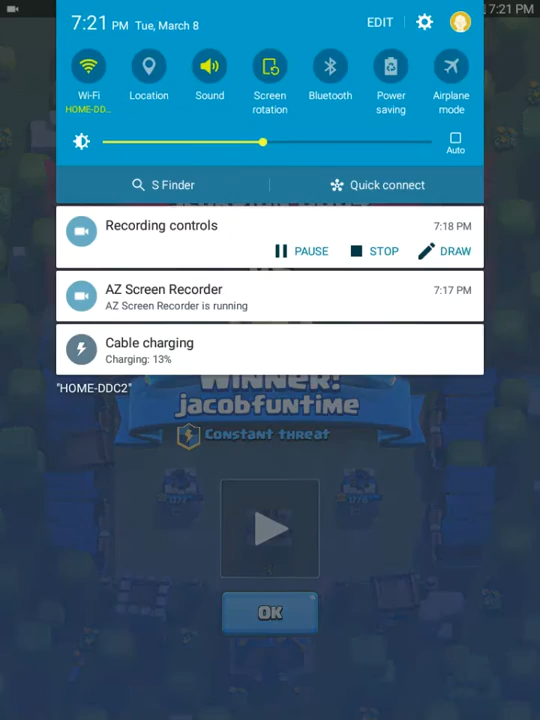 7:21 PM
7:21 PM Tue, March 8
EDIT
Wi-Fi
HOME-DD..
Location
Sound
Screen rotation
Bluetooth
Power saving
Airplane mode
Auto
S Finder
Quick connect
Recording controls
7:18 PM
PAUSE
STOP
DRAW
AZ Screen Recorder
7:17 PM
AZ Screen Recorder is running
Cable charging
Charging: 13%
"HOME-DDC2"
WINNER!
jacobfuntime
Constant threat
OK